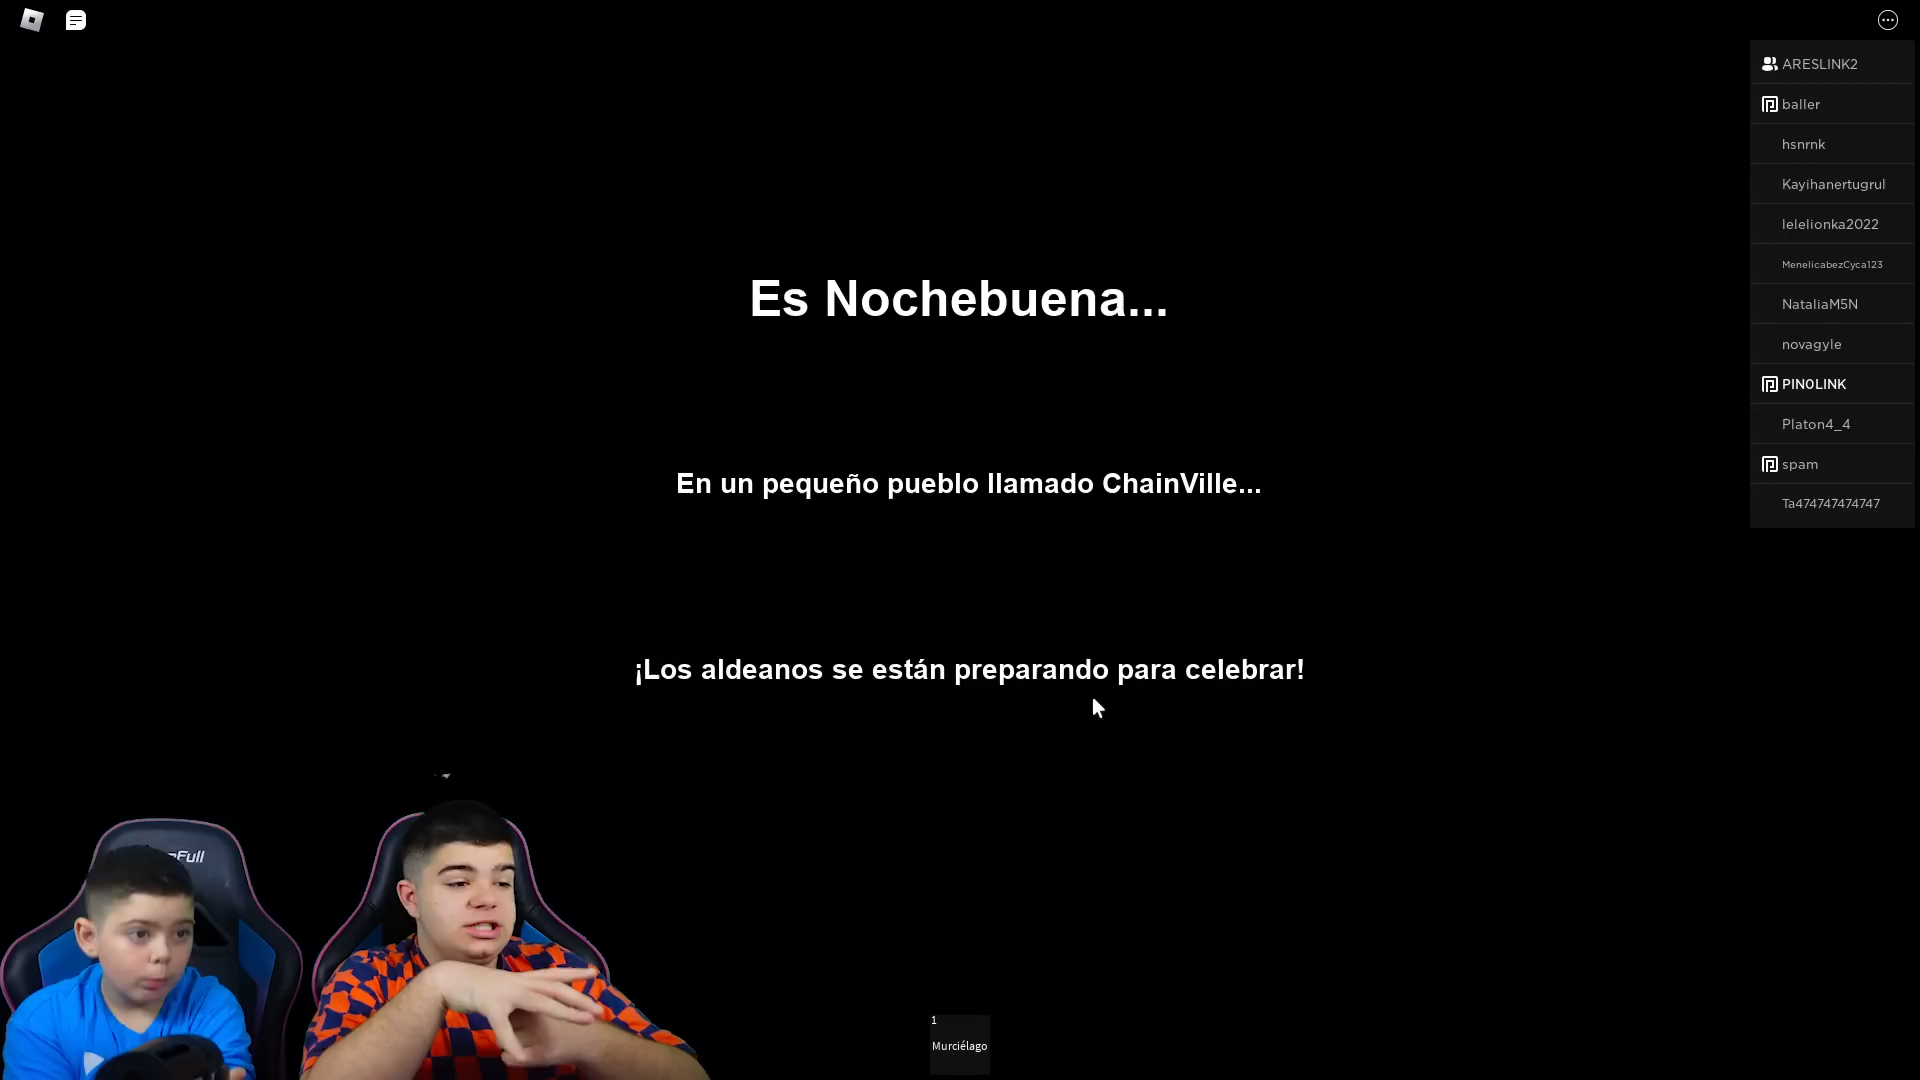 ARESLINK2
baller
hsnrnk
Kayihanertugrul
lelelionka2022
MenelicabezCyca123
NataliaM5N
novagyle
PIN0LINK
Platon4_4
spam
Ta474747474747
Es Nochebuena...
En un pequeño pueblo llamado ChainVille...
¡Los aldeanos se están preparando para celebrar!
1
Murciélago